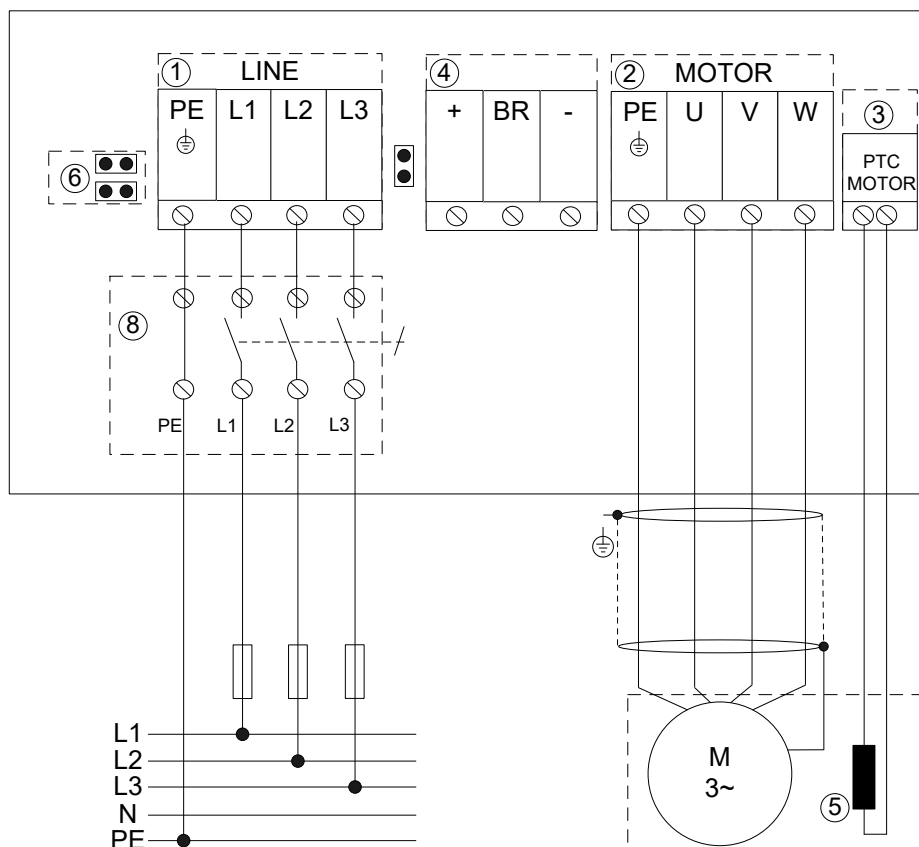 ① LINE
PE L1 L2 L3
④
+ BR -
② MOTOR
PE U V W
③
PTC
MOTOR
⑥
⑧
PE L1 L2 L3
L1
L2
L3
N
PE
M
3~
⑤